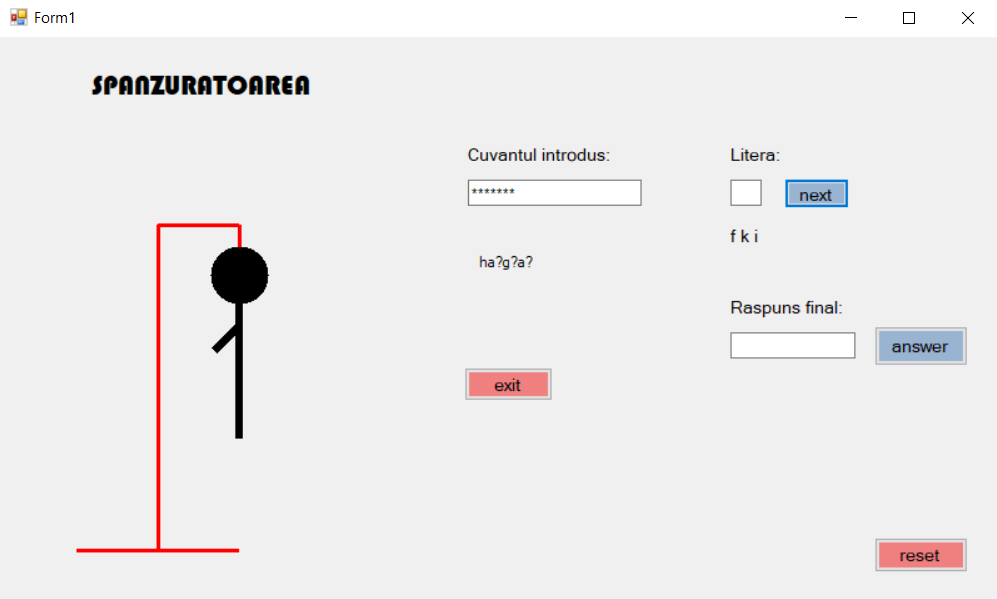 Form1
SPANZURATOAREA
Cuvantul introdus:
*******
ha?g?a?
exit
Litera:
next
f k i
Raspuns final:
answer
reset